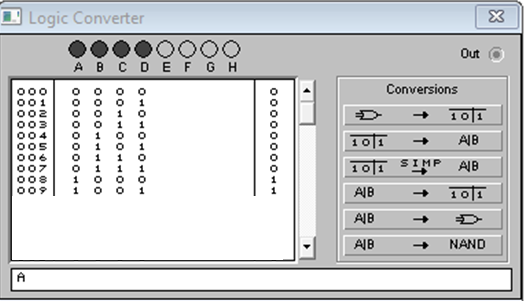 Logic Converter
A B C D E F G H
Out
000 0 0 0 0 0
001 0 0 0 1 0
002 0 0 1 0 0
003 0 0 1 1 0
004 0 1 0 0 0
005 0 1 0 1 0
006 0 1 1 0 0
007 0 1 1 1 0
008 1 0 0 0 1
009 1 0 0 1 1
Conversions
→ 1 0 1
1 0 1 → A|B
1 0 1 SIMP → A|B
A|B → 1 0 1
A|B →
A|B → NAND
A